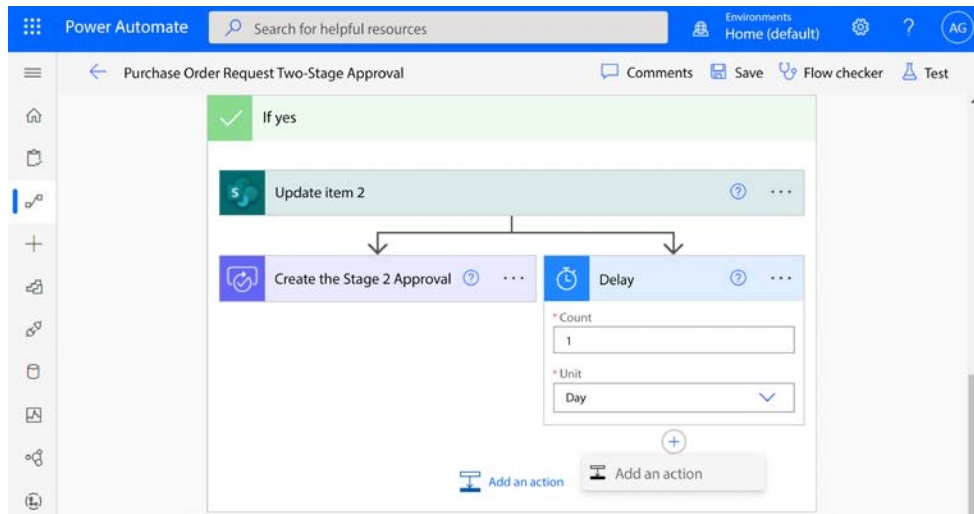 Power Automate
Search for helpful resources
Environments
Home (default)
?
AG
Purchase Order Request Two-Stage Approval
Comments
Save
Flow checker
Test
If yes
S
Update item 2
?
...
Create the Stage 2 Approval
?
...
Delay
?
...
* Count
1
* Unit
Day
Add an action
Add an action